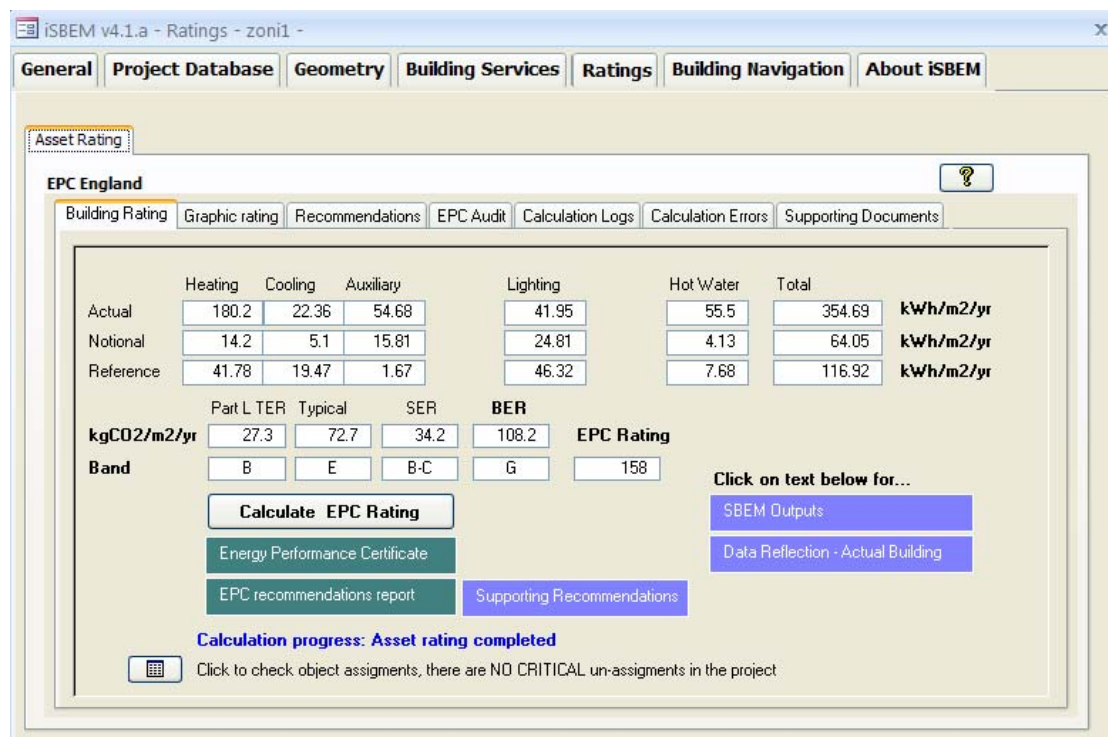 iSBEM v4.1.a - Ratings - zoni1 -
General Project Database Geometry Building Services Ratings Building Navigation About iSBEM
Asset Rating
EPC England
?
Building Rating Graphic rating Recommendations EPC Audit Calculation Logs Calculation Errors Supporting Documents
Heating Cooling Auxiliary Lighting Hot Water Total
Actual 180.2 22.36 54.68 41.95 55.5 354.69 kWh/m2/yr
Notional 14.2 5.1 15.81 24.81 4.13 64.05 kWh/m2/yr
Reference 41.78 19.47 1.67 46.32 7.68 116.92 kWh/m2/yr
Part L TER Typical SER BER
kgCO2/m2/yr 27.3 72.7 34.2 108.2 EPC Rating
Band B E B-C G 158
Click on text below for...
Calculate EPC Rating SBEM Outputs
Energy Performance Certificate Data Reflection - Actual Building
EPC recommendations report Supporting Recommendations
Calculation progress: Asset rating completed
Click to check object assigments, there are NO CRITICAL un-assigments in the project